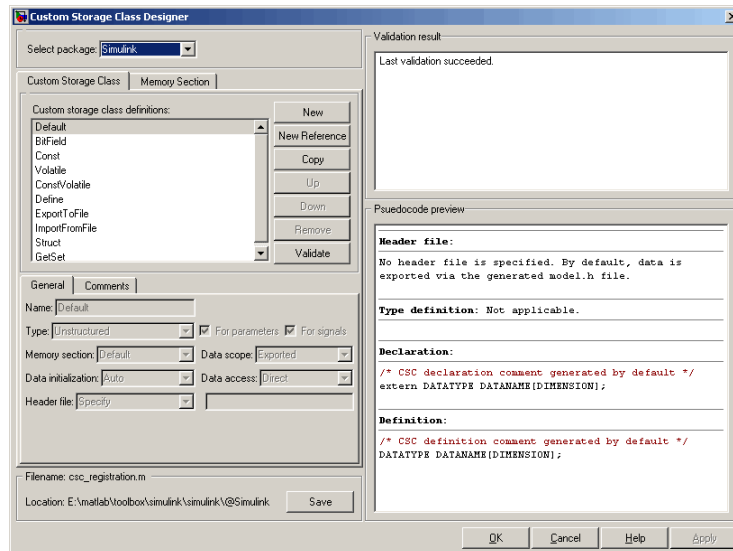 Custom Storage Class Designer
Select package: Simulink
Custom Storage Class
Memory Section
Custom storage class definitions:
Default
BitField
Const
Volatile
ConstVolatile
Define
ExportToFile
ImportFromFile
Struct
GetSet
New
New Reference
Copy
Up
Down
Remove
Validate
General
Comments
Name: Default
Type: Unstructured For parameters For signals
Memory section: Default Data scope: Exported
Data initialization: Auto Data access: Direct
Header file: Specify
Filename: csc_registration.m
Location: E:\matlab\toolbox\simulink\simulink\@Simulink Save
Validation result
Last validation succeeded.
Psuedocode preview
Header file:
No header file is specified. By default, data is
exported via the generated model.h file.
Type definition: Not applicable.
Declaration:
/* CSC declaration comment generated by default */
extern DATATYPE DATANAME[DIMENSION];
Definition:
/* CSC definition comment generated by default */
DATATYPE DATANAME[DIMENSION];
OK Cancel Help Apply